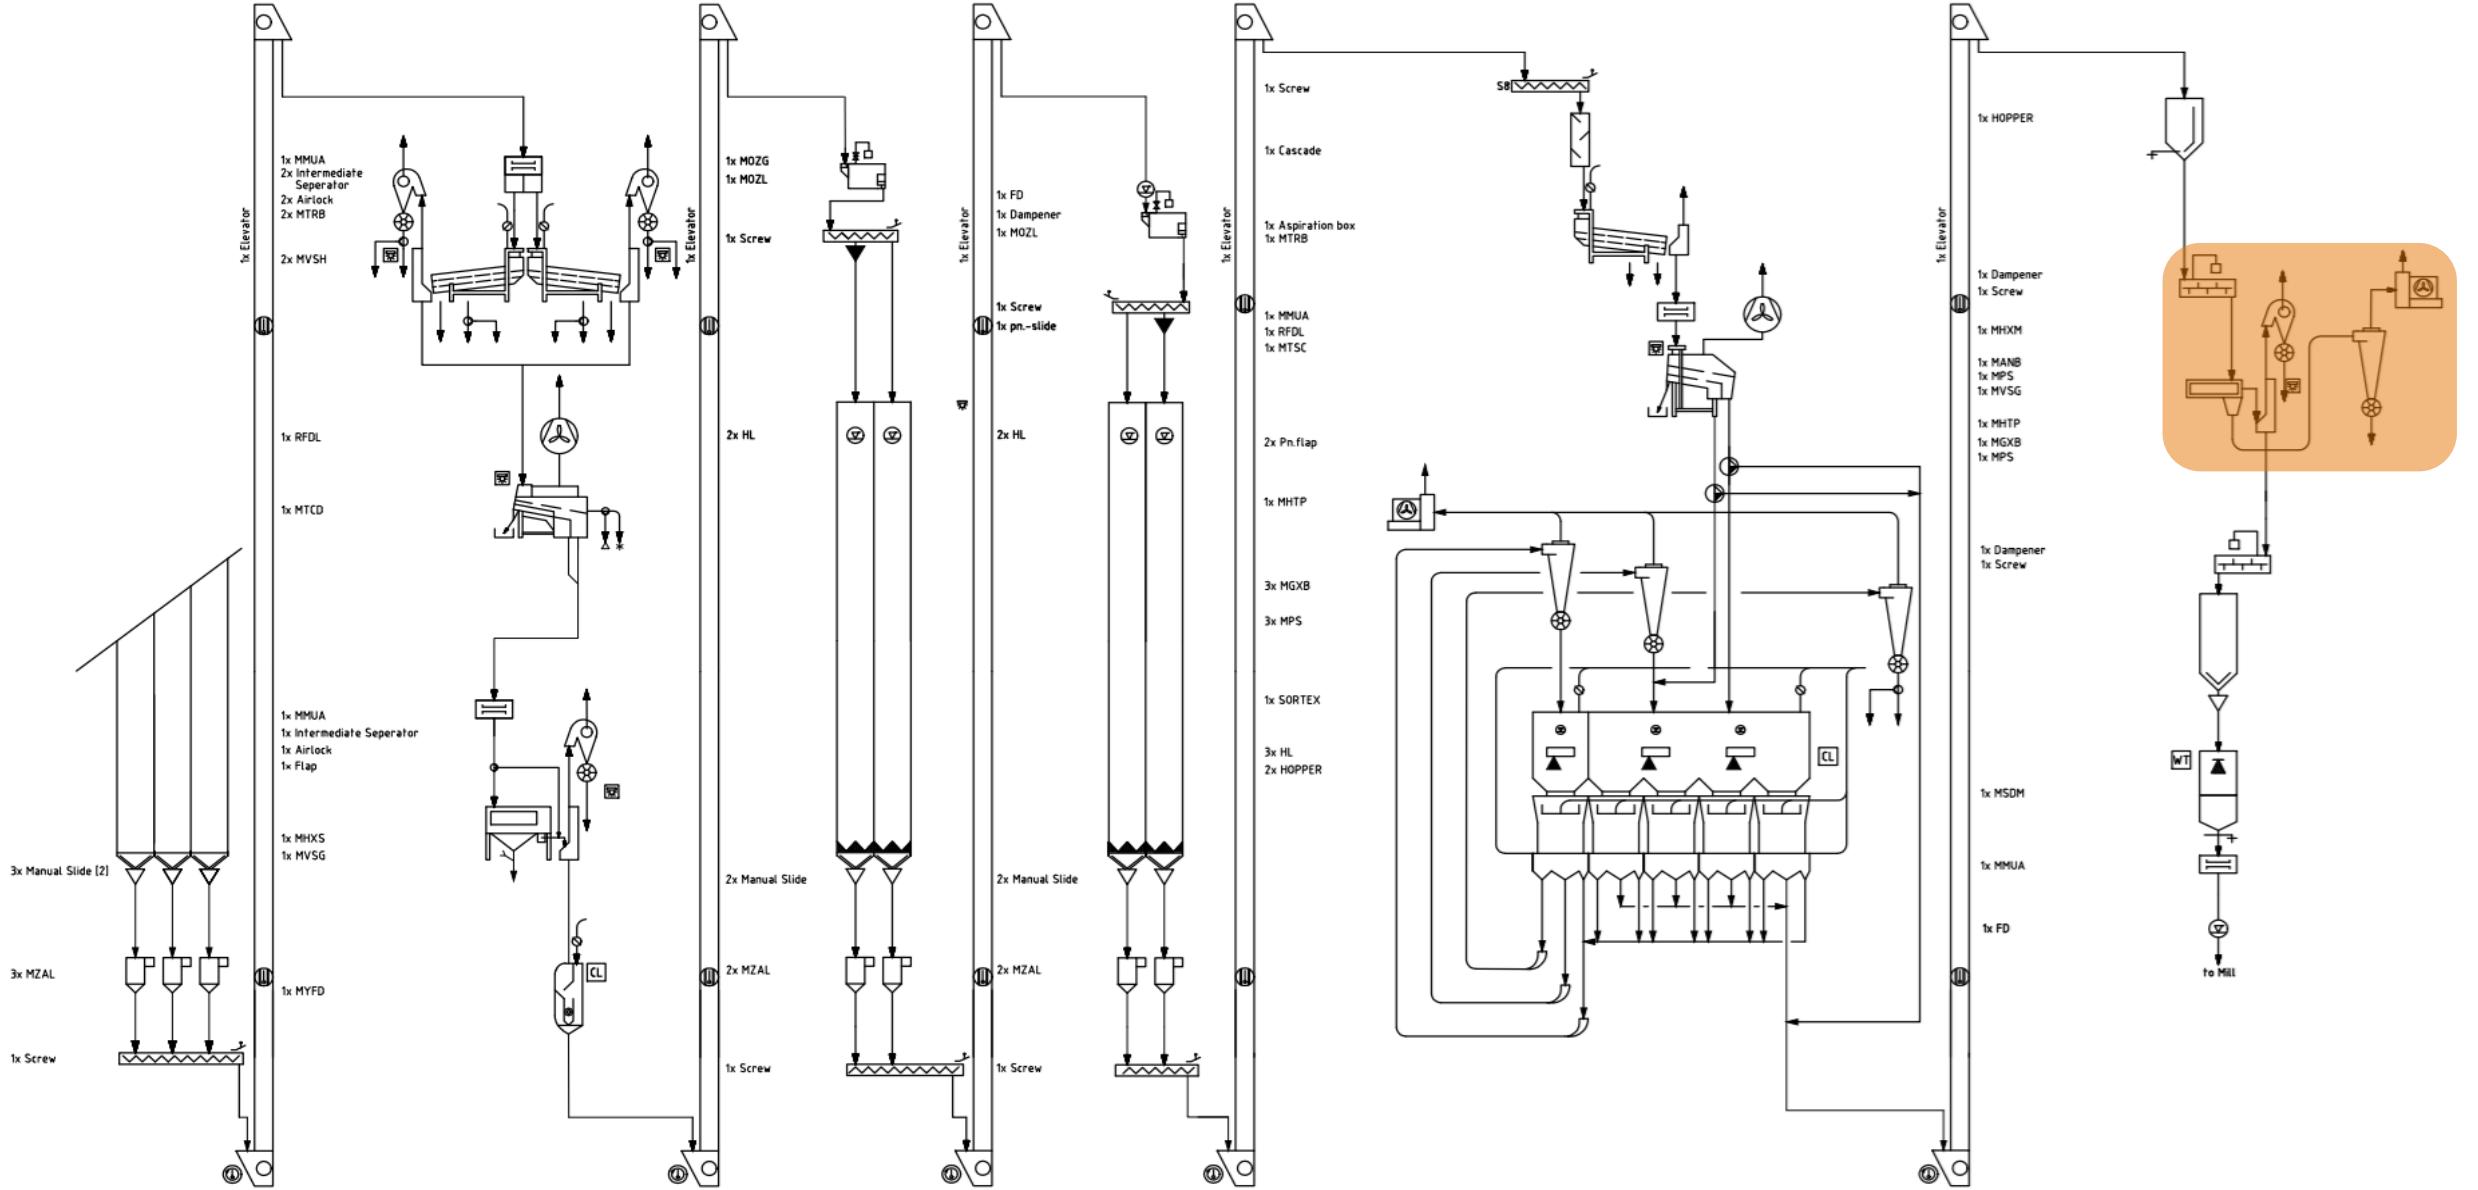 3x Manual Slide [2]
3x MZAL
1x Screw
1x Elevator
1x MMUA
2x Intermediate
Seperator
2x Airlock
2x MTRB
2x MVSH
1x RFDL
1x MTCD
1x MMUA
1x Intermediate Seperator
1x Airlock
1x Flap
1x MHXS
1x MVSG
1x MYFD
CL
1x Elevator
1x MOZG
1x MOZL
1x Screw
2x HL
2x Manual Slide
2x MZAL
1x Screw
1x Elevator
1x FD
1x Dampener
1x MOZL
1x Screw
1x pn.-slide
2x HL
2x Manual Slide
2x MZAL
1x Screw
1x Elevator
1x Screw
S8
1x Cascade
1x Aspiration box
1x MTRB
1x MMUA
1x RFDL
1x MTSC
2x Pn.flap
1x MHTP
3x MGXB
3x MPS
1x SORTEX
3x HL
2x HOPPER
CL
1x Elevator
1x HOPPER
1x Dampener
1x Screw
1x MHXM
1x MANB
1x MPS
1x MVSG
1x MHTP
1x MGXB
1x MPS
1x Dampener
1x Screw
WT
1x MSDM
1x MMUA
1x FD
to Mill